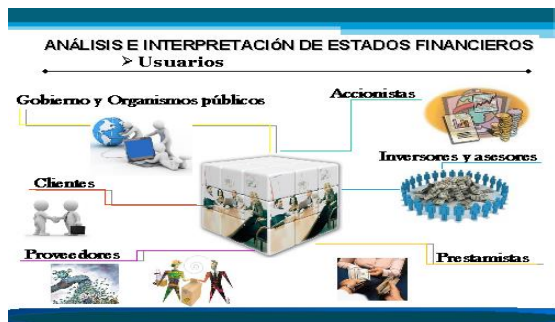 ANÁLISIS E INTERPRETACIÓN DE ESTADOS FINANCIEROS
➢ Usuarios
Gobierno y Organismos públicos
Accionistas
Inversores y asesores
Clientes
Proveedores
Prestamistas